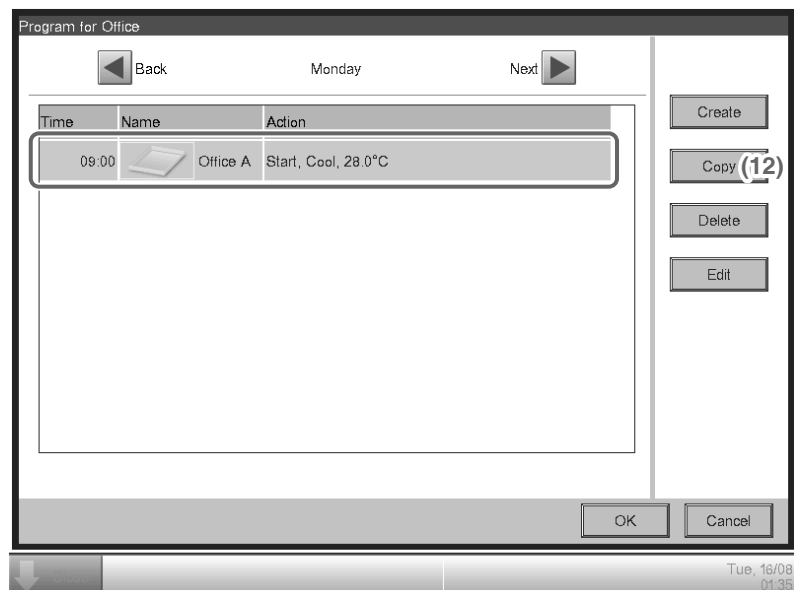 Program for Office
Back Monday Next
Time Name Action
09:00 Office A Start, Cool, 28.0°C
Create
Copy (12)
Delete
Edit
OK Cancel
Tue, 16/08
01:35